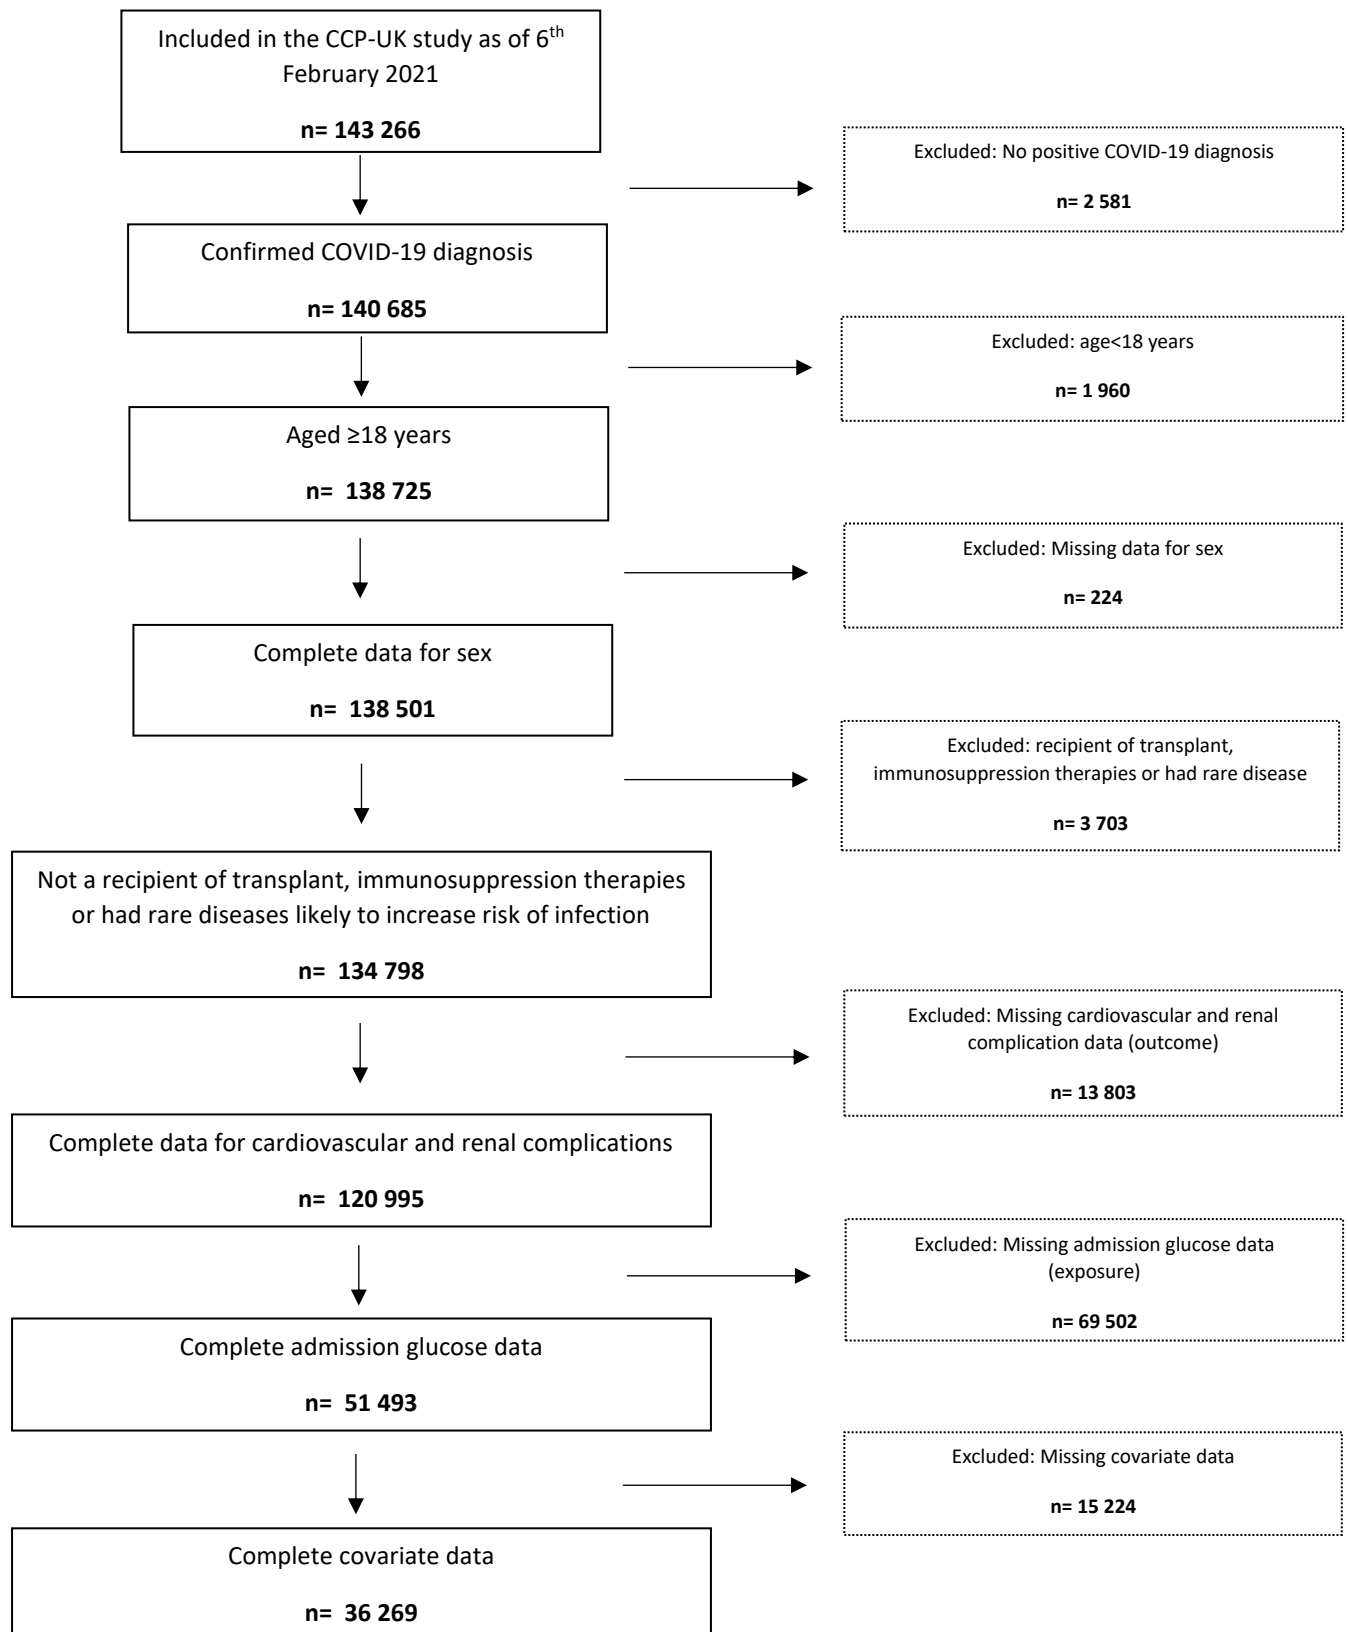 Included in the CCP-UK study as of 6th
February 2021
n= 143 266
Excluded: No positive COVID-19 diagnosis
n= 2 581
Confirmed COVID-19 diagnosis
n= 140 685
Excluded: age<18 years
n= 1 960
Aged ≥18 years
n= 138 725
Excluded: Missing data for sex
n= 224
Complete data for sex
n= 138 501
Excluded: recipient of transplant,
immunosuppression therapies or had rare disease
n= 3 703
Not a recipient of transplant, immunosuppression therapies
or had rare diseases likely to increase risk of infection
n= 134 798
Excluded: Missing cardiovascular and renal
complication data (outcome)
n= 13 803
Complete data for cardiovascular and renal complications
n= 120 995
Excluded: Missing admission glucose data
(exposure)
n= 69 502
Complete admission glucose data
n= 51 493
Excluded: Missing covariate data
n= 15 224
Complete covariate data
n= 36 269